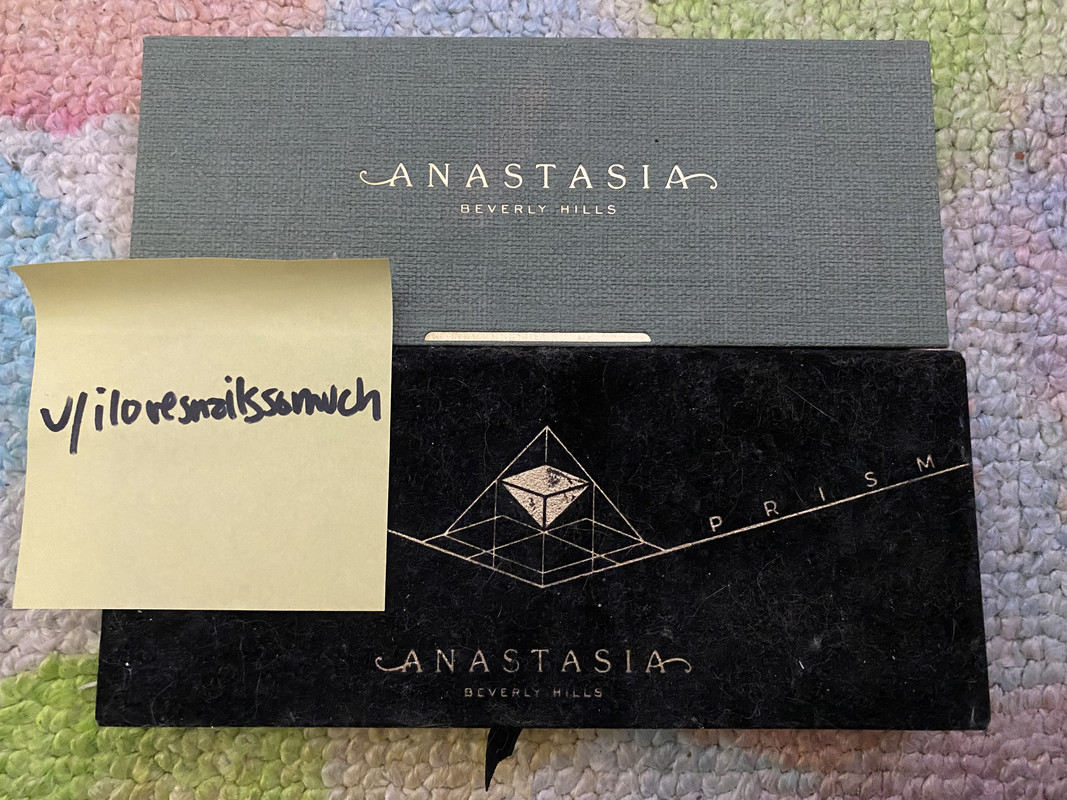 ANASTASIA
BEVERLY HILLS
u/ilovesnailssomuch
PRISM
ANASTASIA
BEVERLY HILLS